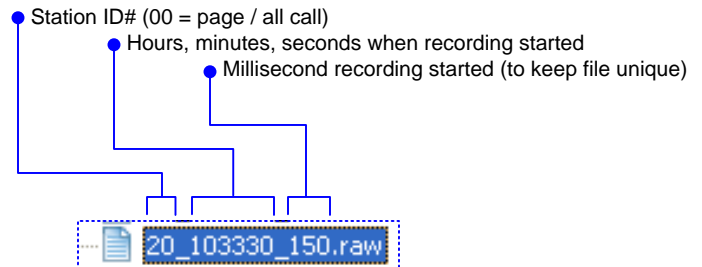 Station ID# (00 = page / all call)
Hours, minutes, seconds when recording started
Millisecond recording started (to keep file unique)
20_103330_150.raw